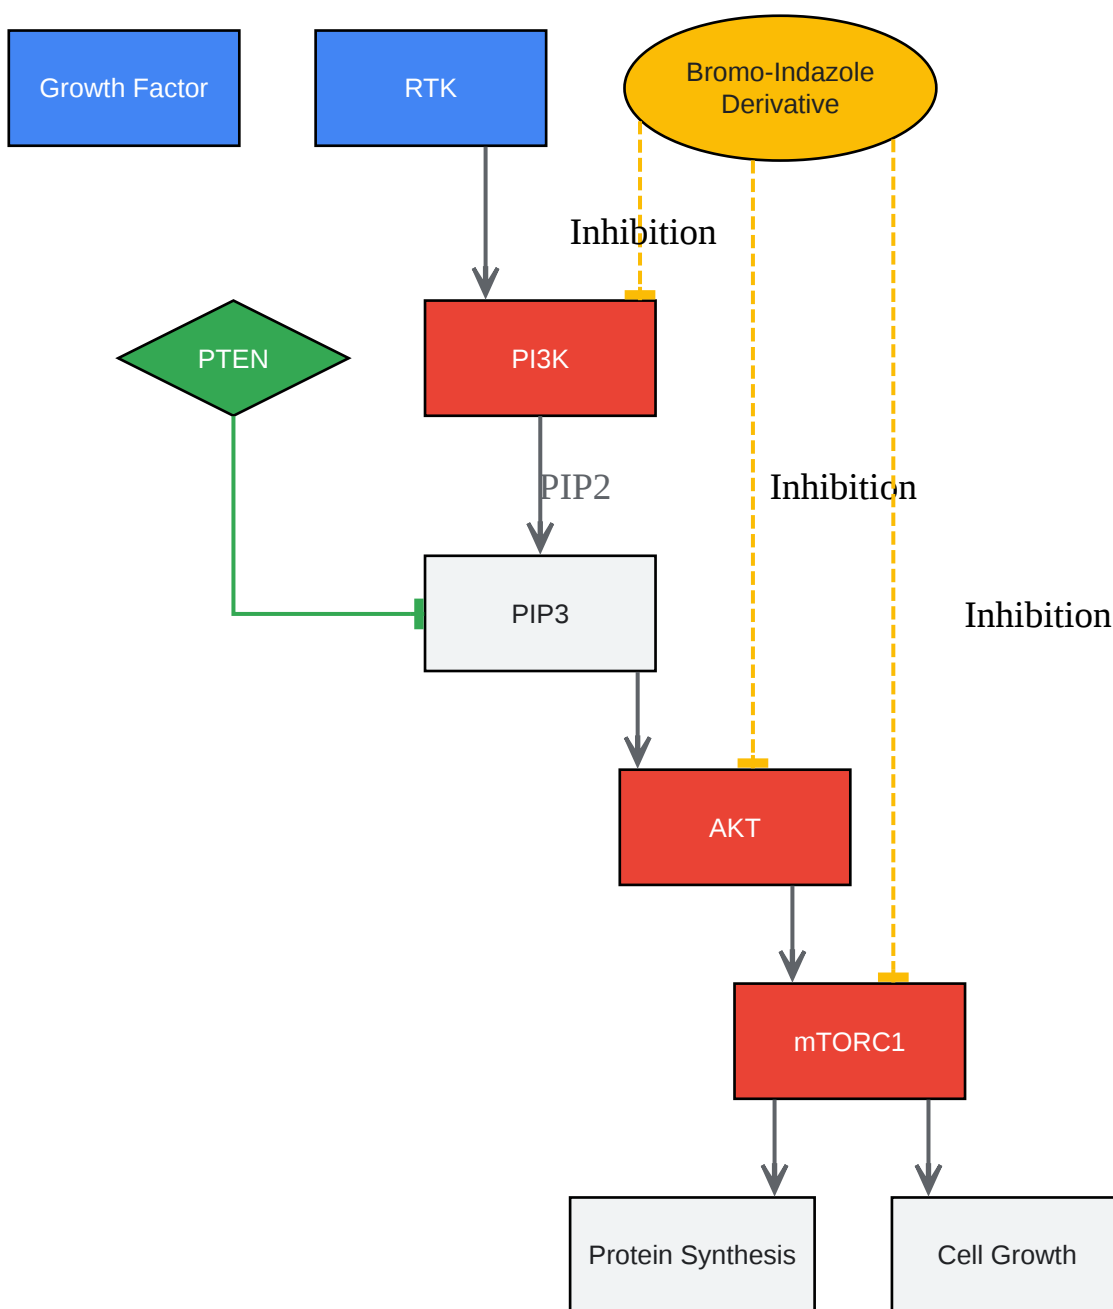 Growth Factor
RTK
Bromo-Indazole
Derivative
Inhibition
PTEN
PI3K
PIP2
Inhibition
PIP3
Inhibition
AKT
mTORC1
Protein Synthesis
Cell Growth